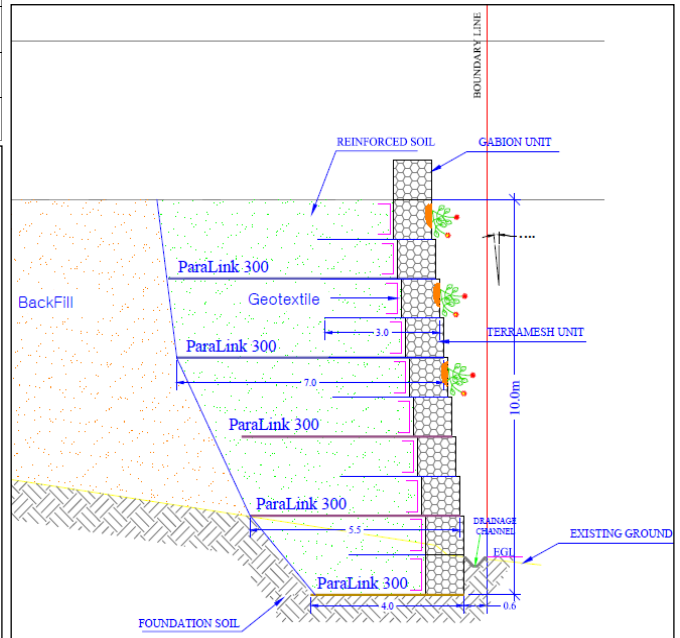 BOUNDARY LINE
REINFORCED SOIL
GABION UNIT
ParaLink 300
BackFill
Geotextile
3.0
TERRAMESH UNIT
ParaLink 300
7.0
10.0m
ParaLink 300
ParaLink 300
5.5
DRAINAGE
CHANNEL
EXISTING GROUND
EGL
ParaLink 300
4.0
0.6
FOUNDATION SOIL